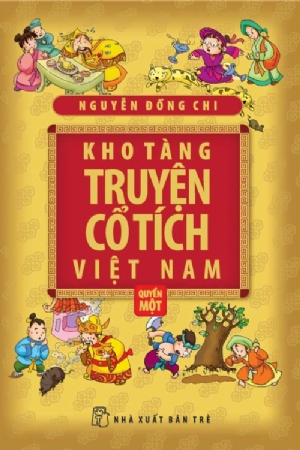 NGUYỄN ĐỔNG CHI
KHO TÀNG
TRUYỆN
CỔ TÍCH
VIỆT NAM
QUYỂN
MỘT
NHÀ XUẤT BẢN TRẺ